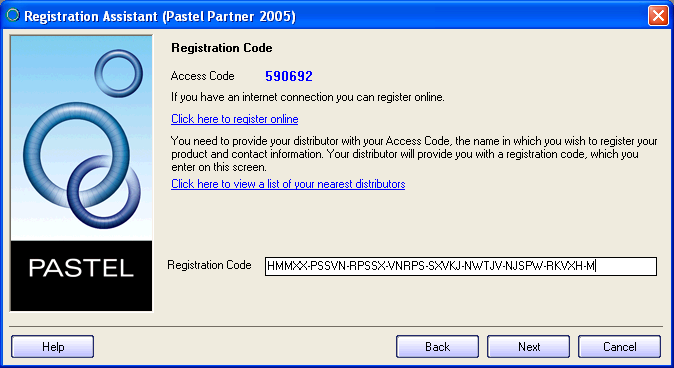 Registration Assistant (Pastel Partner 2005)
Registration Code
Access Code 590692
If you have an internet connection you can register online.
Click here to register online
You need to provide your distributor with your Access Code, the name in which you wish to register your
product and contact information. Your distributor will provide you with a registration code, which you
enter on this screen.
Click here to view a list of your nearest distributors
PASTEL
Registration Code HMMXX-PSSVN-RPSSX-VNRPS-SXVKJ-NWTJV-NJSPW-RKVXH-M
Help Back Next Cancel